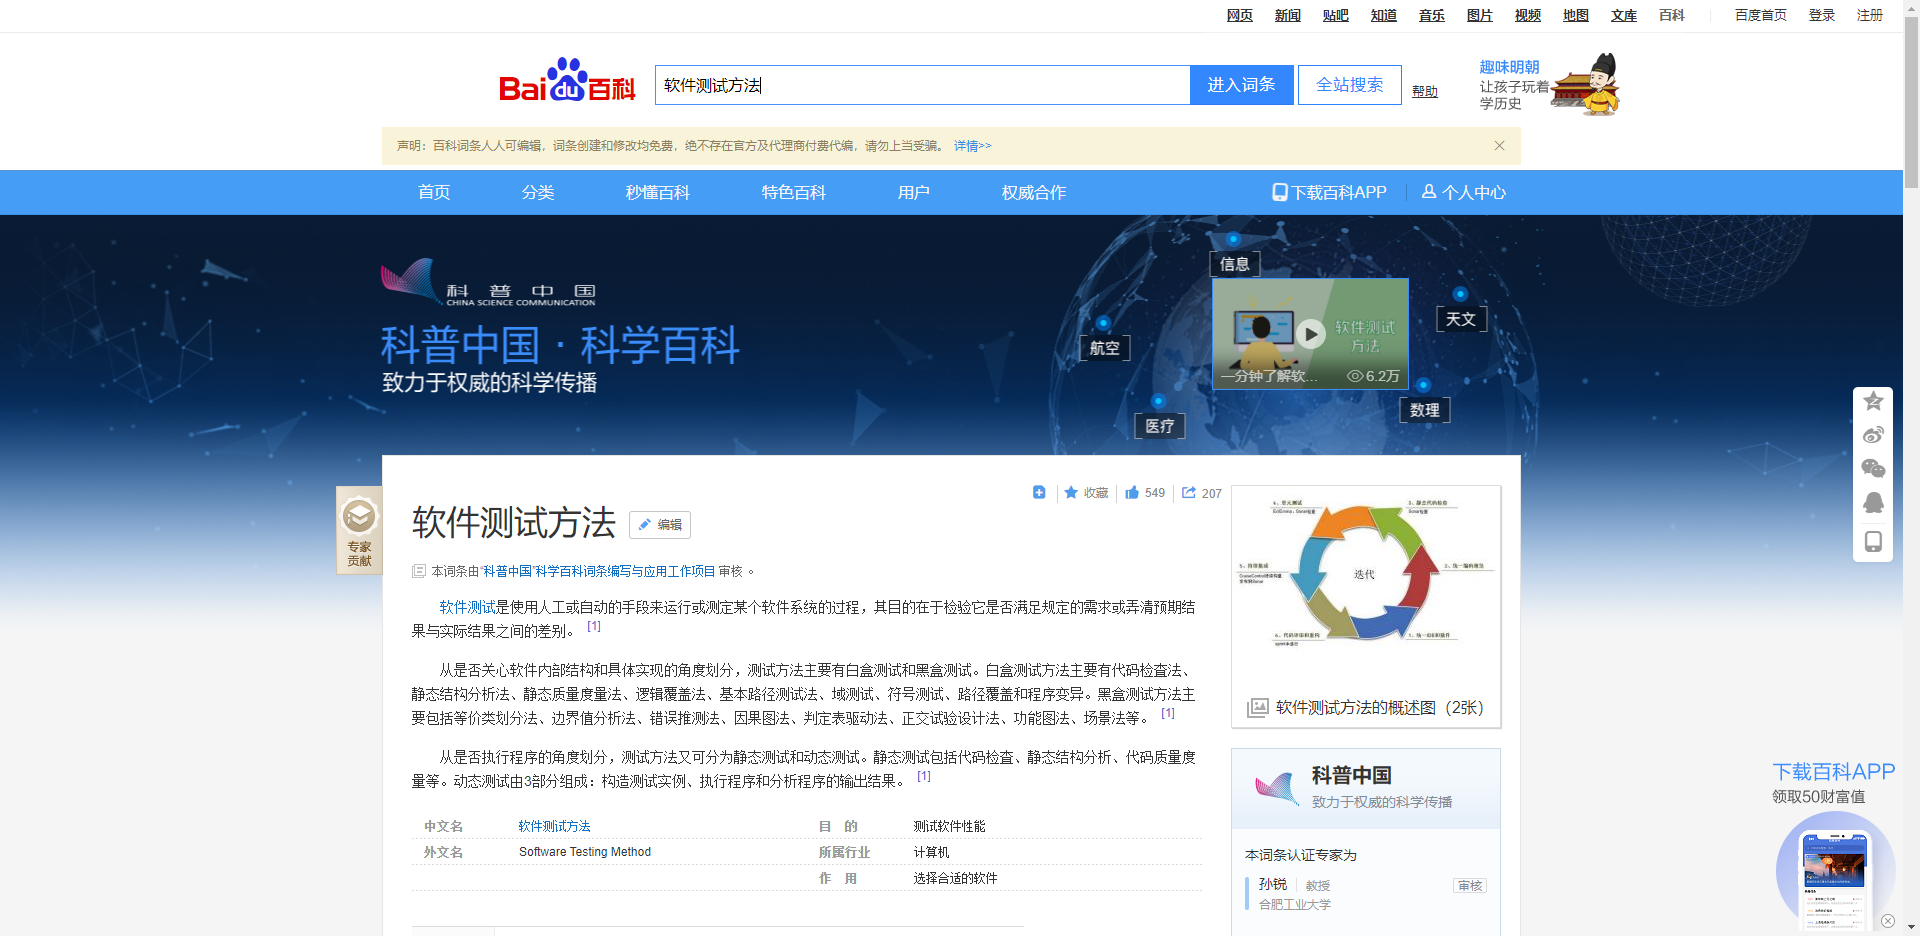 网页 新闻 贴吧 知道 音乐 图片 视频 地图 文库 百科 百度首页 登录 注册
Bai du 百科
软件测试方法
进入词条
全站搜索
帮助
趣味明朝
让孩子玩着
学历史
声明：百科词条人人可编辑，词条创建和修改均免费，绝不存在官方及代理商付费代编，请勿上当受骗。 详情>>
首页 分类 秒懂百科 特色百科 用户 权威合作 下载百科APP 个人中心
科普中国
CHINA SCIENCE COMMUNICATION
科普中国·科学百科
致力于权威的科学传播
信息
天文
航空
数理
医疗
软件测试
方法
一分钟了解软... 6.2万
专家
贡献
收藏 549 207
软件测试方法 编辑
本词条由“科普中国”科学百科词条编写与应用工作项目 审核 。
软件测试是使用人工或自动的手段来运行或测定某个软件系统的过程，其目的在于检验它是否满足规定的需求或弄清预期结
果与实际结果之间的差别。 [1]
从是否关心软件内部结构和具体实现的角度划分，测试方法主要有白盒测试和黑盒测试。白盒测试方法主要有代码检查法、
静态结构分析法、静态质量度量法、逻辑覆盖法、基本路径测试法、域测试、符号测试、路径覆盖和程序变异。黑盒测试方法主
要包括等价类划分法、边界值分析法、错误推测法、因果图法、判定表驱动法、正交试验设计法、功能图法、场景法等。 [1]
从是否执行程序的角度划分，测试方法又可分为静态测试和动态测试。静态测试包括代码检查、静态结构分析、代码质量度
量等。动态测试由3部分组成：构造测试实例、执行程序和分析程序的输出结果。 [1]
中文名 软件测试方法 目 的 测试软件性能
外文名 Software Testing Method 所属行业 计算机
作 用 选择合适的软件
迭代
软件测试方法的概述图（2张）
科普中国
致力于权威的科学传播
本词条认证专家为
孙锐 教授 审核
合肥工业大学
下载百科APP
领取50财富值